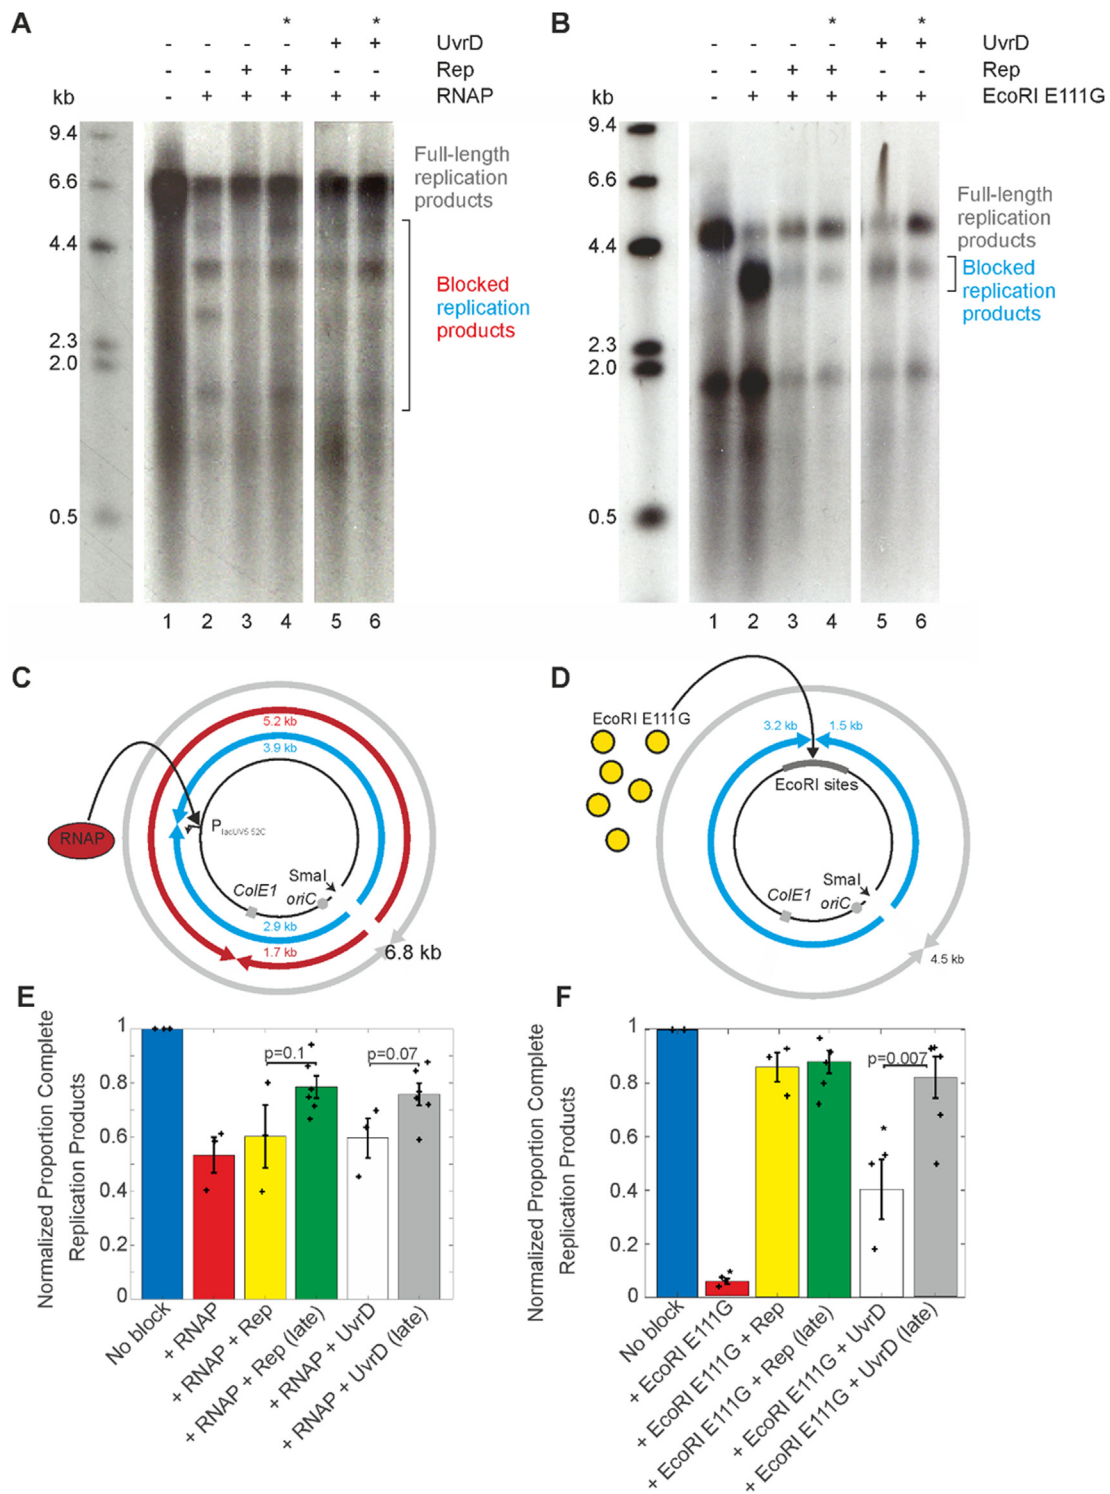 A
* *
- - - - + + UvrD
- - + + - - Rep
kb - + + + + + RNAP
9.4
6.6
4.4
2.3
2.0
0.5
Full-length
replication
products
Blocked
replication
products
1 2 3 4 5 6
B
* *
- - - - + + UvrD
- - + + - - Rep
kb - + + + + + EcoRI E111G
9.4
6.6
4.4
2.3
2.0
0.5
Full-length
replication
products
Blocked
replication
products
1 2 3 4 5 6
C
5.2 kb
3.9 kb
RNAP
PlacUV5 52C
SmaI
ColE1
oriC
2.9 kb
1.7 kb
6.8 kb
D
EcoRI E111G
3.2 kb
1.5 kb
EcoRI sites
SmaI
ColE1
oriC
4.5 kb
E
Normalized Proportion Complete
Replication Products
1
0.8
0.6
0.4
0.2
0
p=0.1
p=0.07
No block
+ RNAP
+ RNAP + Rep
+ RNAP + Rep (late)
+ RNAP + UvrD
+ RNAP + UvrD (late)
F
Normalized Proportion Complete
Replication Products
1
0.8
0.6
0.4
0.2
0
*
*
p=0.007
No block
+ EcoRI E111G
+ EcoRI E111G + Rep
+ EcoRI E111G + Rep (late)
+ EcoRI E111G + UvrD
+ EcoRI E111G + UvrD (late)